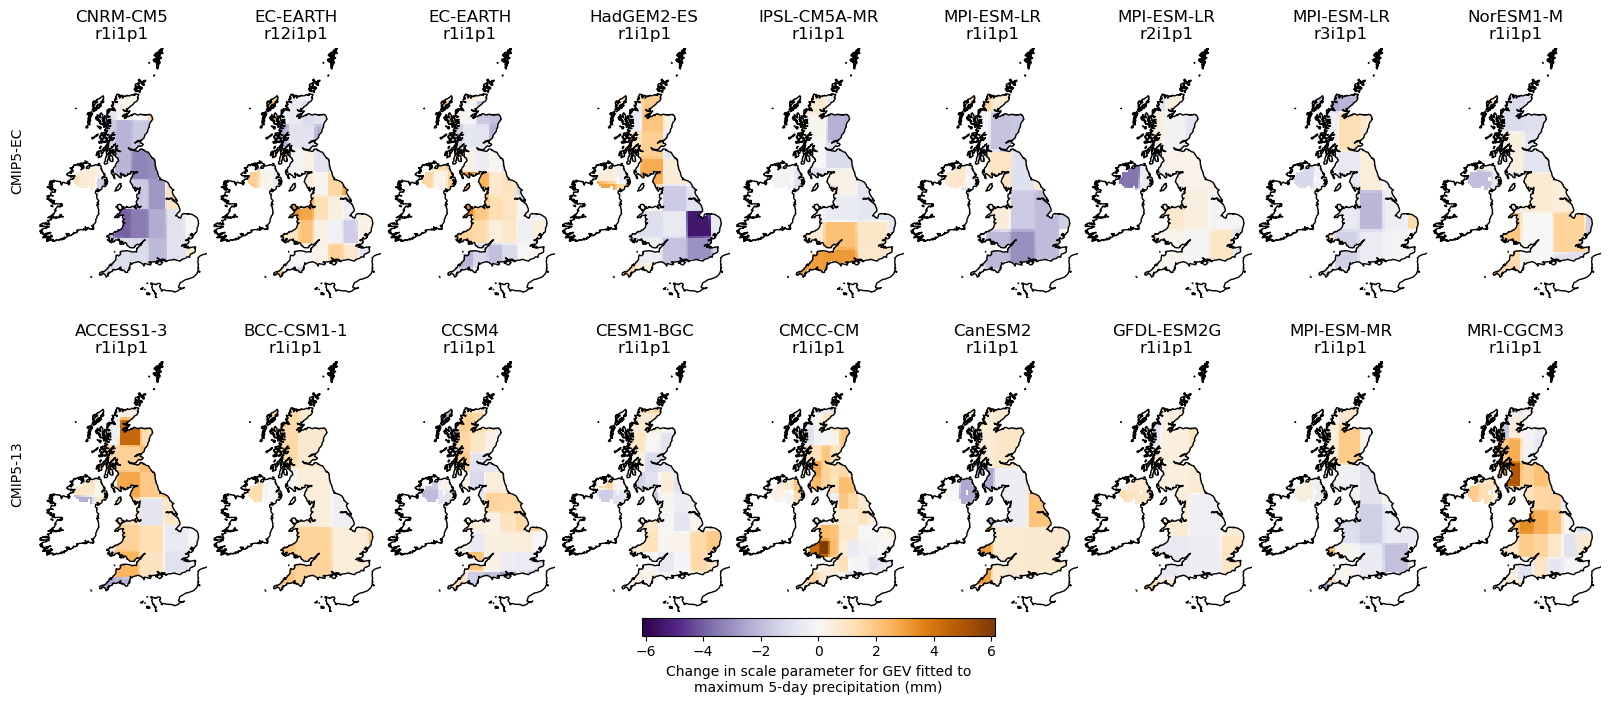 CNRM-CM5 EC-EARTH EC-EARTH HadGEM2-ES IPSL-CM5A-MR MPI-ESM-LR MPI-ESM-LR MPI-ESM-LR NorESM1-M
r1i1p1 r12i1p1 r1i1p1 r1i1p1 r1i1p1 r1i1p1 r2i1p1 r3i1p1 r1i1p1
CMIP5-EC
ACCESS1-3 BCC-CSM1-1 CCSM4 CESM1-BGC CMCC-CM CanESM2 GFDL-ESM2G MPI-ESM-MR MRI-CGCM3
r1i1p1 r1i1p1 r1i1p1 r1i1p1 r1i1p1 r1i1p1 r1i1p1 r1i1p1 r1i1p1
CMIP5-13
−6 −4 −2 0 2 4 6
Change in scale parameter for GEV fitted to
maximum 5-day precipitation (mm)